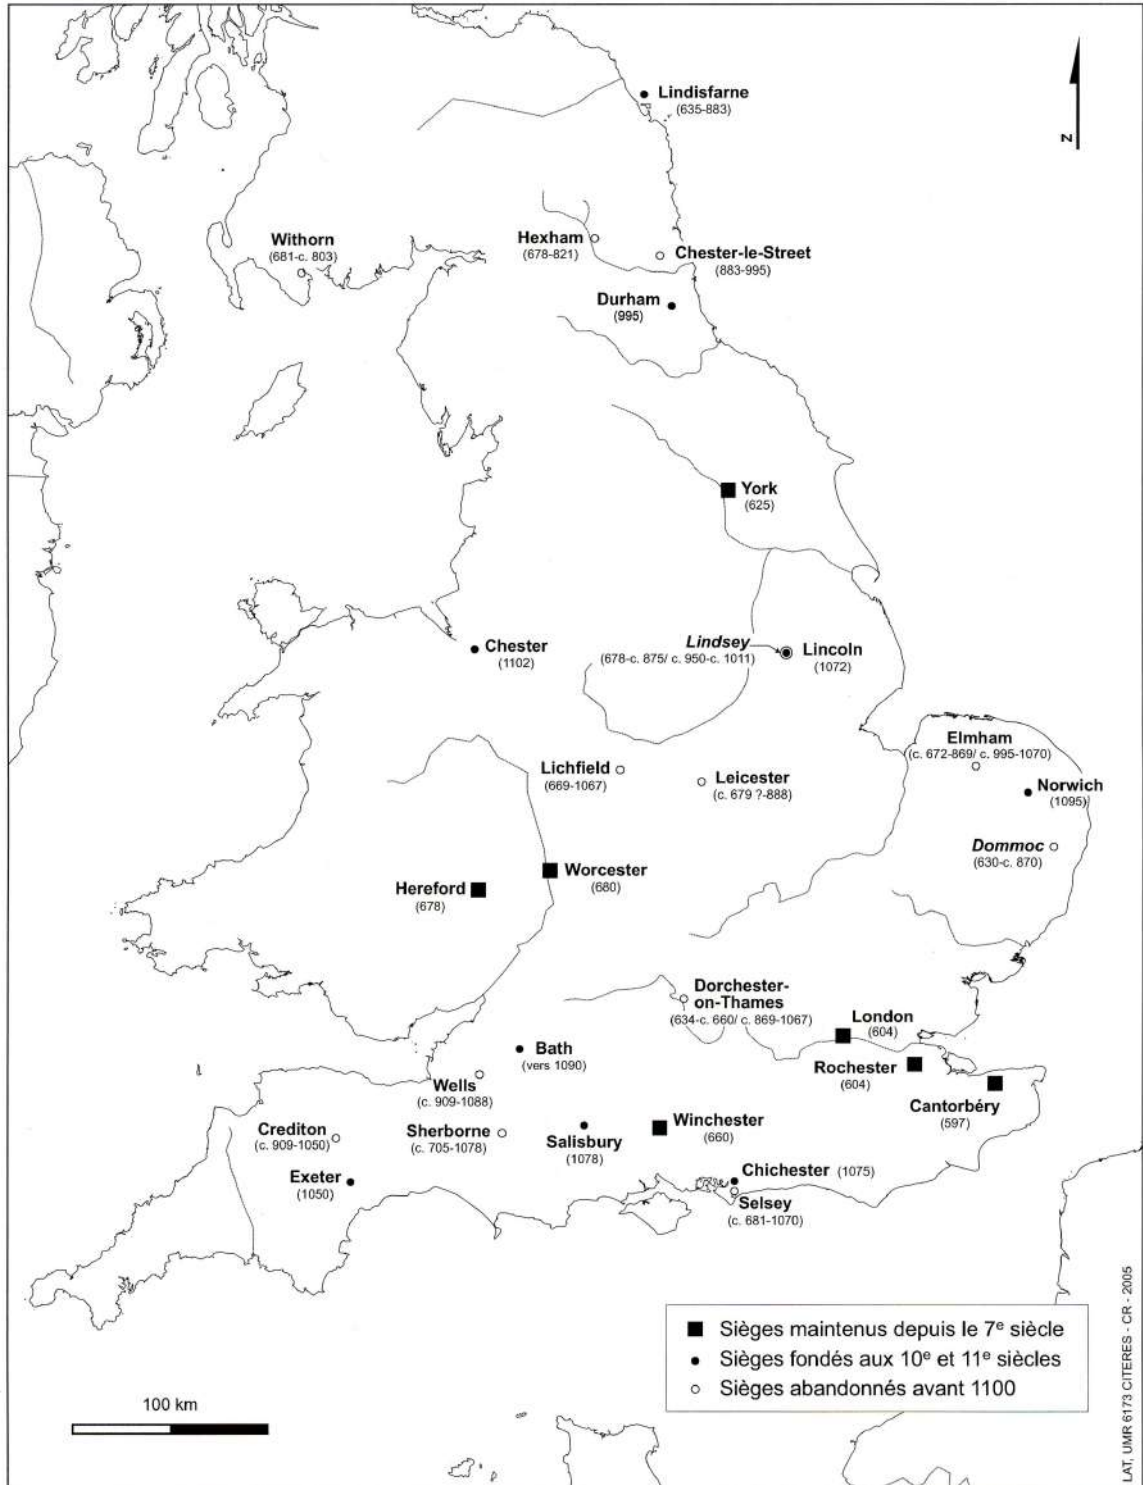 Lindisfarne
(635-883)
N
Withorn
(681-c. 803)
Hexham
(678-821)
Chester-le-Street
(883-995)
Durham
(995)
York
(625)
Chester
(1102)
Lindsey
(678-c. 875/ c. 950-c. 1011)
Lincoln
(1072)
Elmham
(c. 672-869/ c. 995-1070)
Lichfield
(669-1067)
Leicester
(c. 679 ?-888)
Norwich
(1095)
Dommoc
(630-c. 870)
Worcester
(680)
Hereford
(678)
Dorchester-
on-Thames
(634-c. 660/ c. 869-1067)
London
(604)
Bath
(vers 1090)
Rochester
(604)
Wells
(c. 909-1088)
Cantorbéry
(597)
Crediton
(c. 909-1050)
Sherborne
(c. 705-1078)
Salisbury
(1078)
Winchester
(660)
Exeter
(1050)
Chichester (1075)
Selsey
(c. 681-1070)
Sièges maintenus depuis le 7e siècle
Sièges fondés aux 10e et 11e siècles
Sièges abandonnés avant 1100
100 km
LAT, UMR 6173 CITERES - CR - 2005